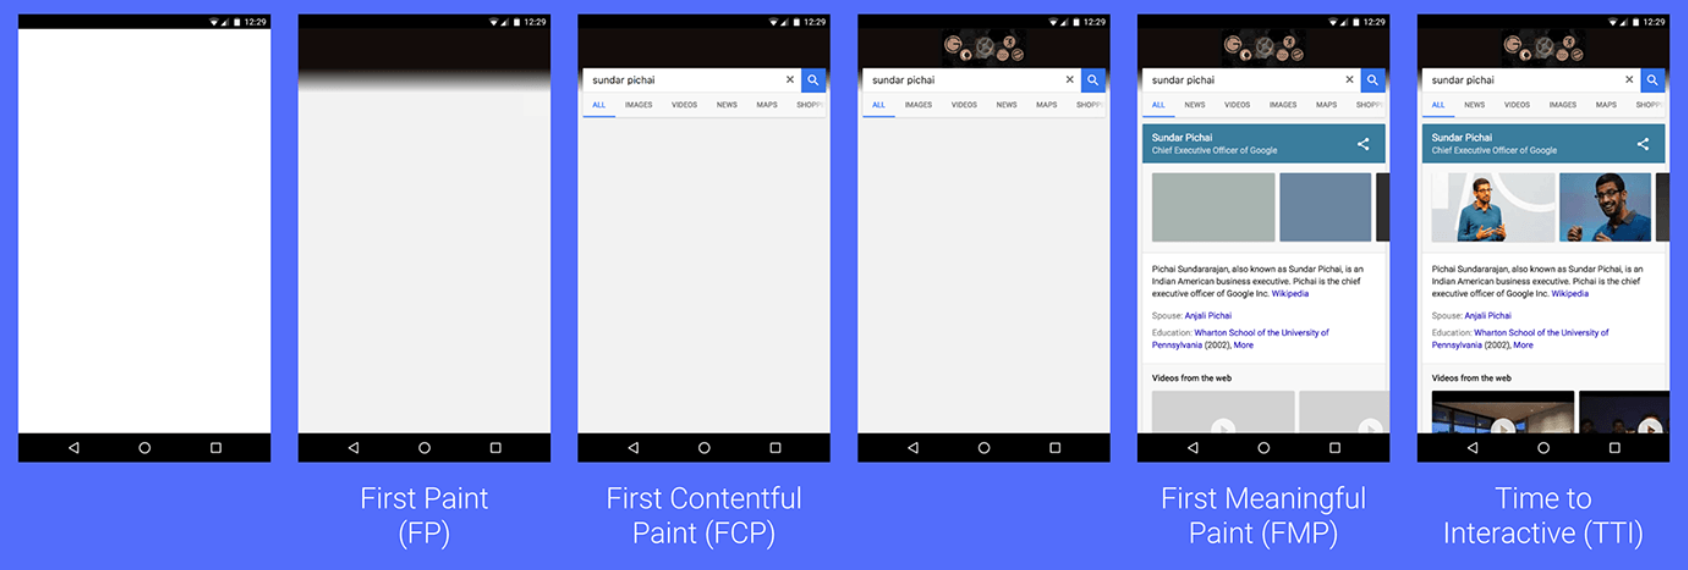 12:29
12:29
First Paint
(FP)
12:29
sundar pichai
ALL IMAGES VIDEOS NEWS MAPS
First Contentful
Paint (FCP)
12:29
sundar pichai
ALL IMAGES VIDEOS NEWS MAPS
12:29
sundar pichai
ALL NEWS VIDEOS IMAGES MAPS
Sundar Pichai
Chief Executive Officer of Google
Pichai Sundararajan, also known as Sundar Pichai, is an
Indian American business executive. Pichai is the chief
executive officer of Google Inc. Wikipedia
Spouse: Anjali Pichai
Education: Wharton School of the University of
Pennsylvania (2002), More
Videos from the web
First Meaningful
Paint (FMP)
12:29
sundar pichai
ALL NEWS VIDEOS IMAGES MAPS
Sundar Pichai
Chief Executive Officer of Google
Pichai Sundararajan, also known as Sundar Pichai, is an
Indian American business executive. Pichai is the chief
executive officer of Google Inc. Wikipedia
Spouse: Anjali Pichai
Education: Wharton School of the University of
Pennsylvania (2002), More
Videos from the web
Time to
Interactive (TTI)